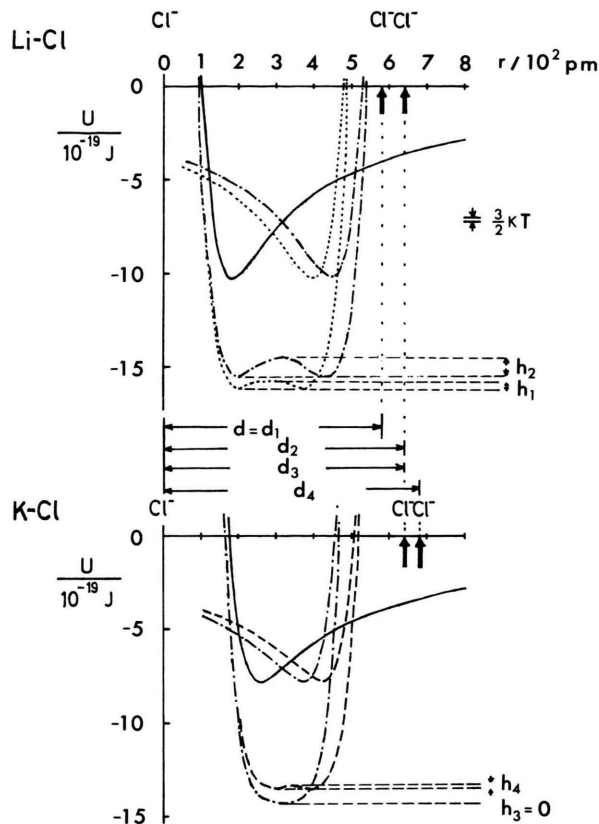 Cl⁻ Cl⁻Cl⁻
Li-Cl
0 1 2 3 4 5 6 7 8 r/10² pm
0
U
10⁻¹⁹ J
-5
3/2 kT
-10
-15
h₂
h₁
d=d₁
d₂
d₃
d₄
Cl⁻ Cl⁻Cl⁻
K-Cl
0
U
10⁻¹⁹ J
-5
-10
h₄
h₃=0
-15